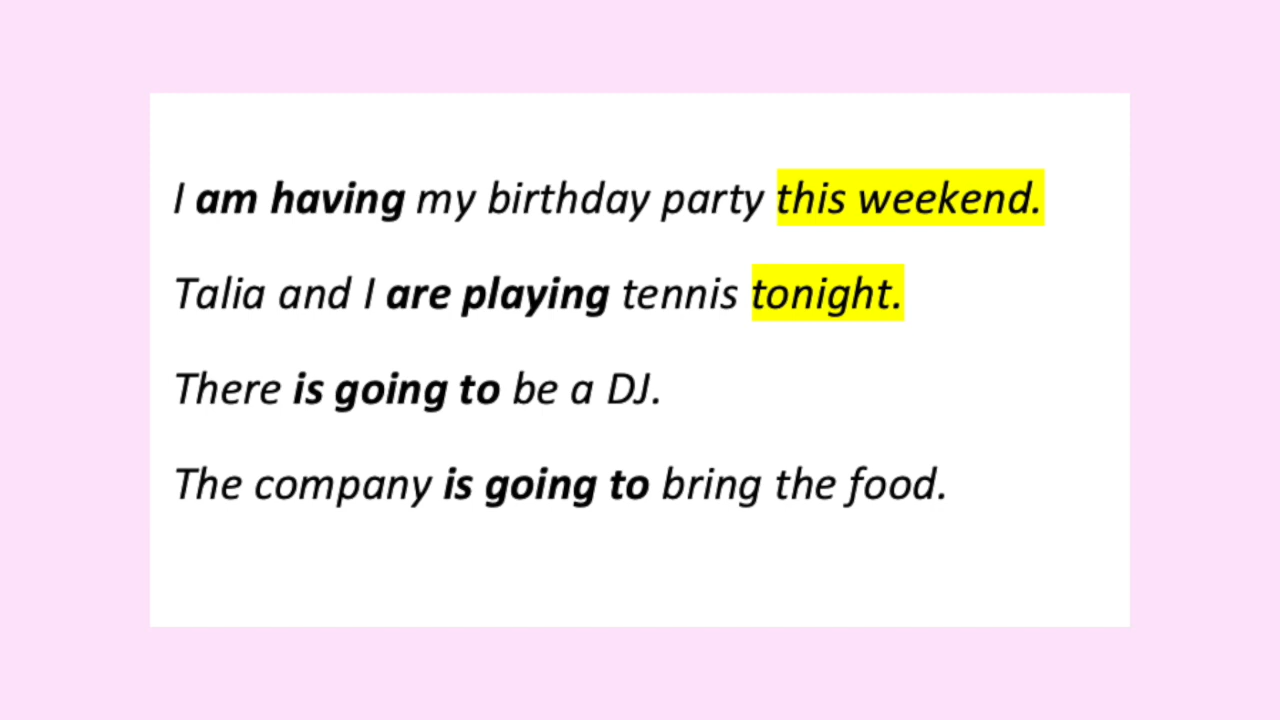 I am having my birthday party this weekend.
Talia and I are playing tennis tonight.
There is going to be a DJ.
The company is going to bring the food.